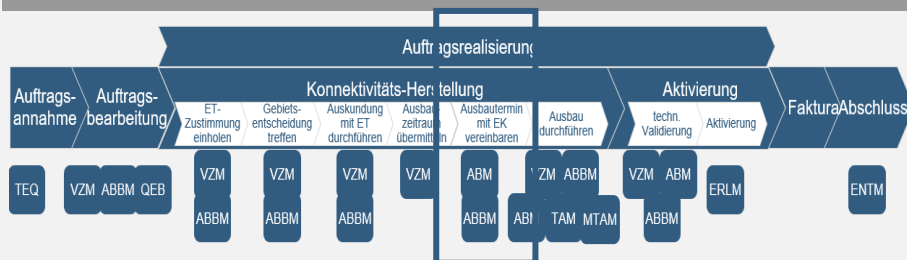 Auftragsrealisierung
Auftrags-
annahme
Auftrags-
bearbeitung
Konnektivitäts-Herstellung
Aktivierung
Faktura
Abschluss
ET-
Zustimmung
einholen
Gebiets-
entscheidung
treffen
Auskundung
mit ET
durchführen
Ausbau-
zeitraum
übermitteln
Ausbautermin
mit EK
vereinbaren
Ausbau
durchführen
techn.
Validierung
Aktivierung
TEQ VZM ABBM QEB VZM VZM VZM VZM ABM VZM ABBM VZM ABM ERLM ENTM
ABBM ABBM ABBM ABBM TAM MTAM ABBM